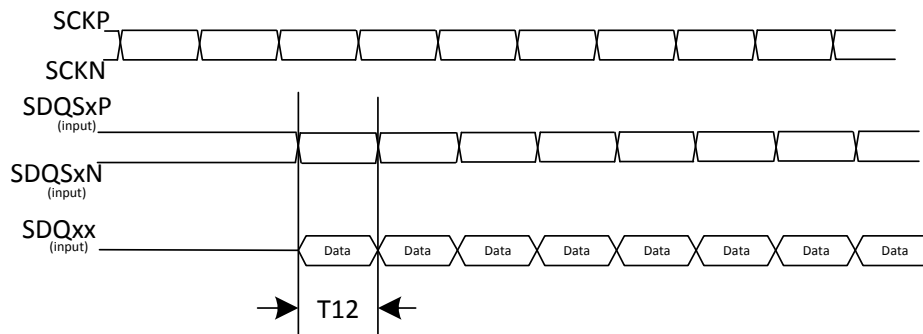 SCKP
SCKN
SDQSxP
(input)
SDQSxN
(input)
SDQxx
(input)
Data Data Data Data Data Data Data Data
T12